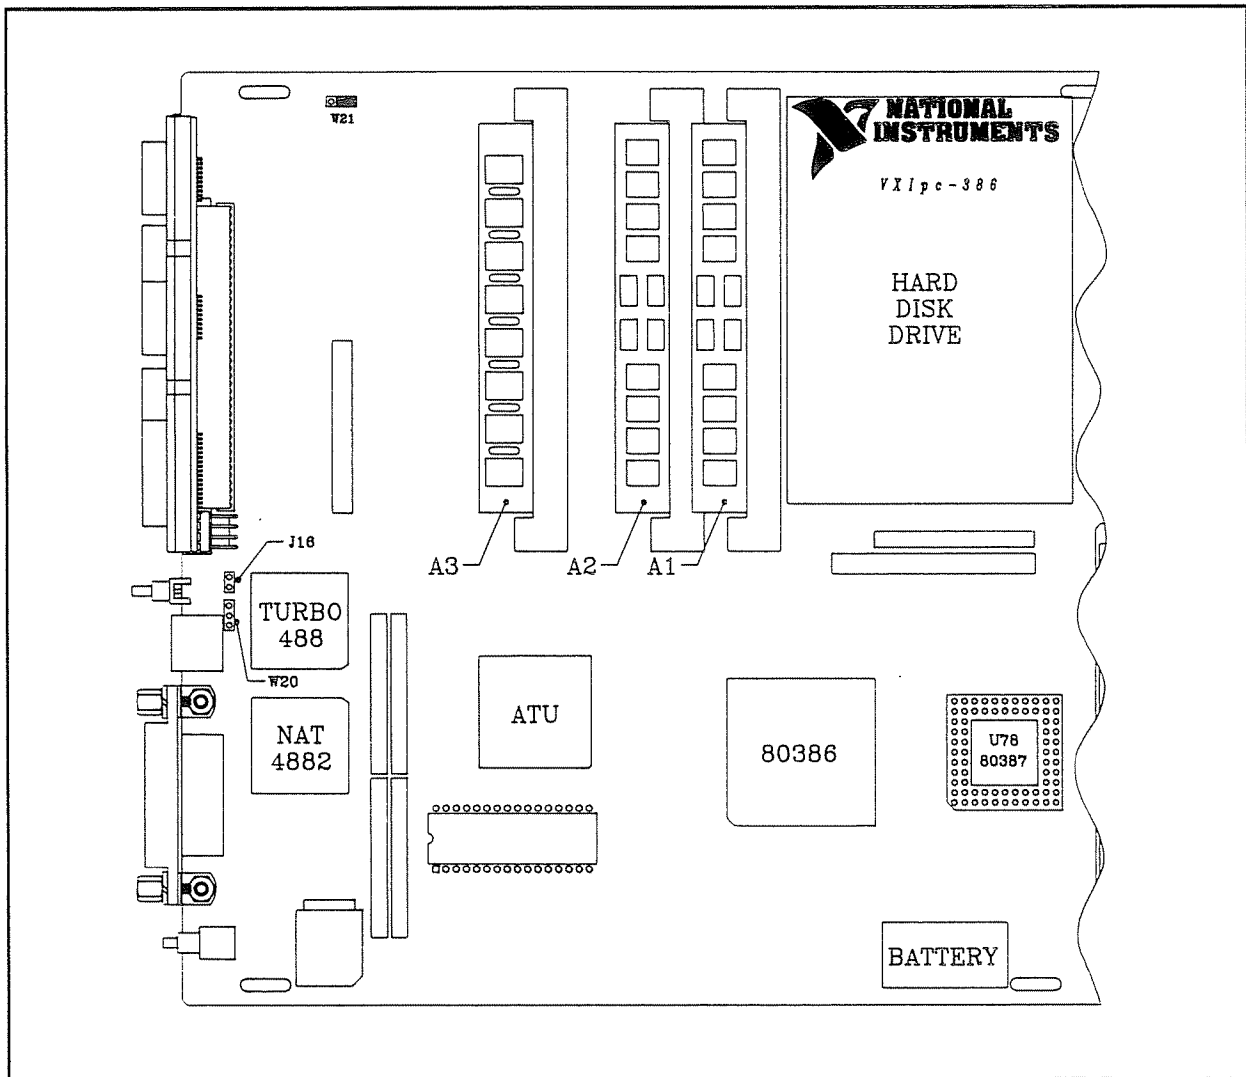 W21
NATIONAL
INSTRUMENTS
VXIpc-386
HARD
DISK
DRIVE
J16
A3
A2
A1
TURBO
488
W20
NAT
4882
ATU
80386
U78
80387
BATTERY